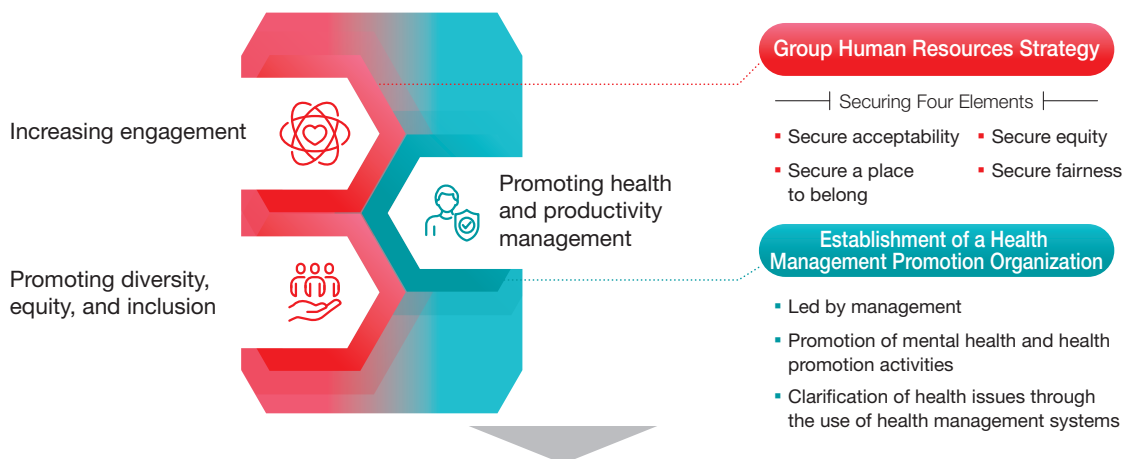 Increasing engagement
Promoting diversity,
equity, and inclusion
Promoting health
and productivity
management
Group Human Resources Strategy
Securing Four Elements
▪ Secure acceptability
▪ Secure equity
▪ Secure a place
to belong
▪ Secure fairness
Establishment of a Health
Management Promotion Organization
▪ Led by management
▪ Promotion of mental health and health
promotion activities
▪ Clarification of health issues through
the use of health management systems